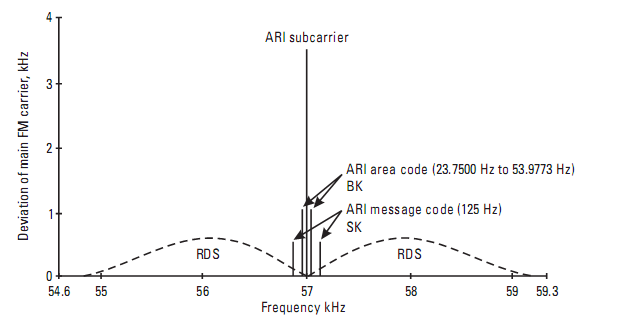 4
ARI subcarrier
3
Deviation of main FM carrier, kHz
2
ARI area code (23.7500 Hz to 53.9773 Hz)
BK
1
ARI message code (125 Hz)
SK
RDS
RDS
0
54.6 55 56 57 58 59 59.3
Frequency kHz